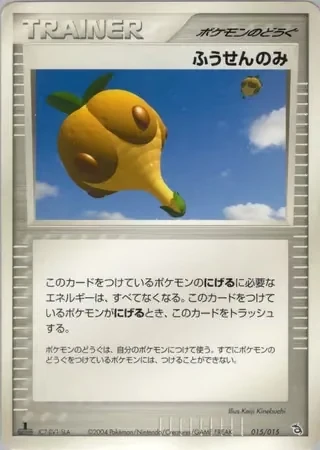 TRAINER
ポケモンのどうぐ
ふうせんのみ
このカードをつけているポケモンのにげるに必要な
エネルギーは、すべてなくなる。このカードをつけて
いるポケモンがにげるとき、このカードをトラッシュ
する。
ポケモンのどうぐは、自分のポケモンにつけて使う。すでにポケモン
のどうぐをつけているポケモンには、つけることができない。
Illus. Keiji Kinebuchi
©2004 Pokémon/Nintendo/Creatures/GAME FREAK.
015/015